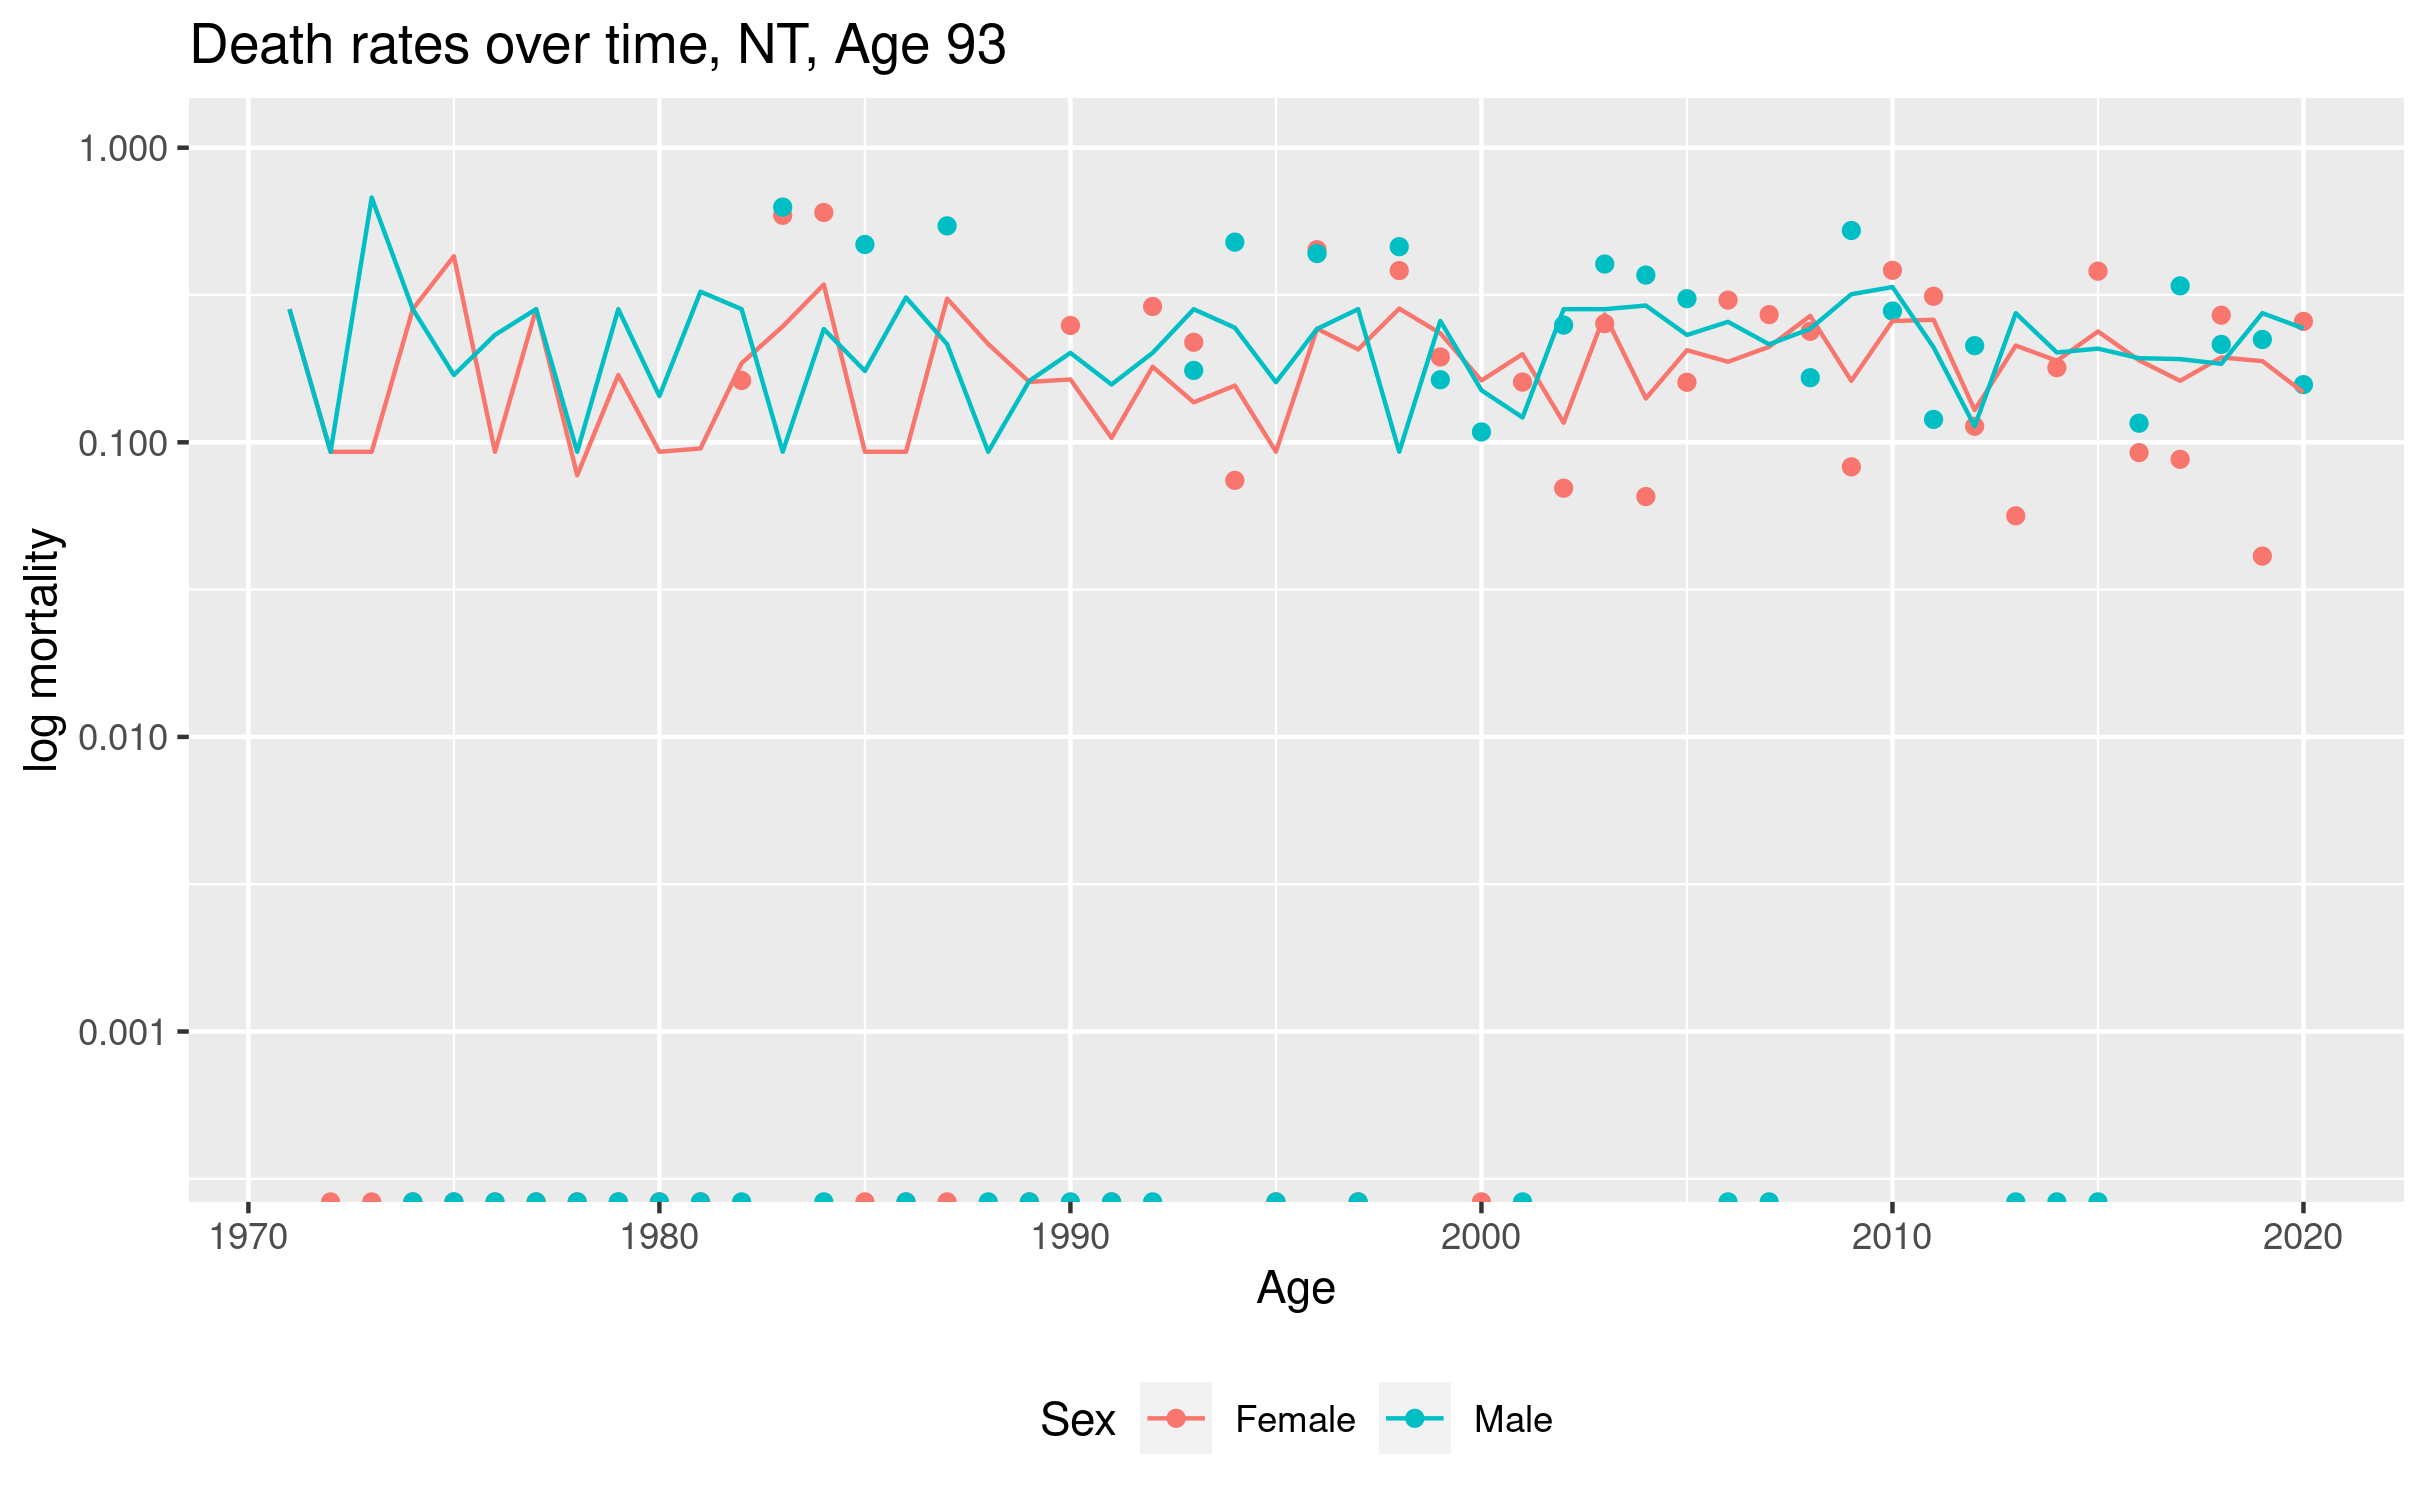 Death rates over time, NT, Age 93
1.000
0.100
0.010
0.001
log mortality
1970 1980 1990 2000 2010 2020
Age
Sex Female Male